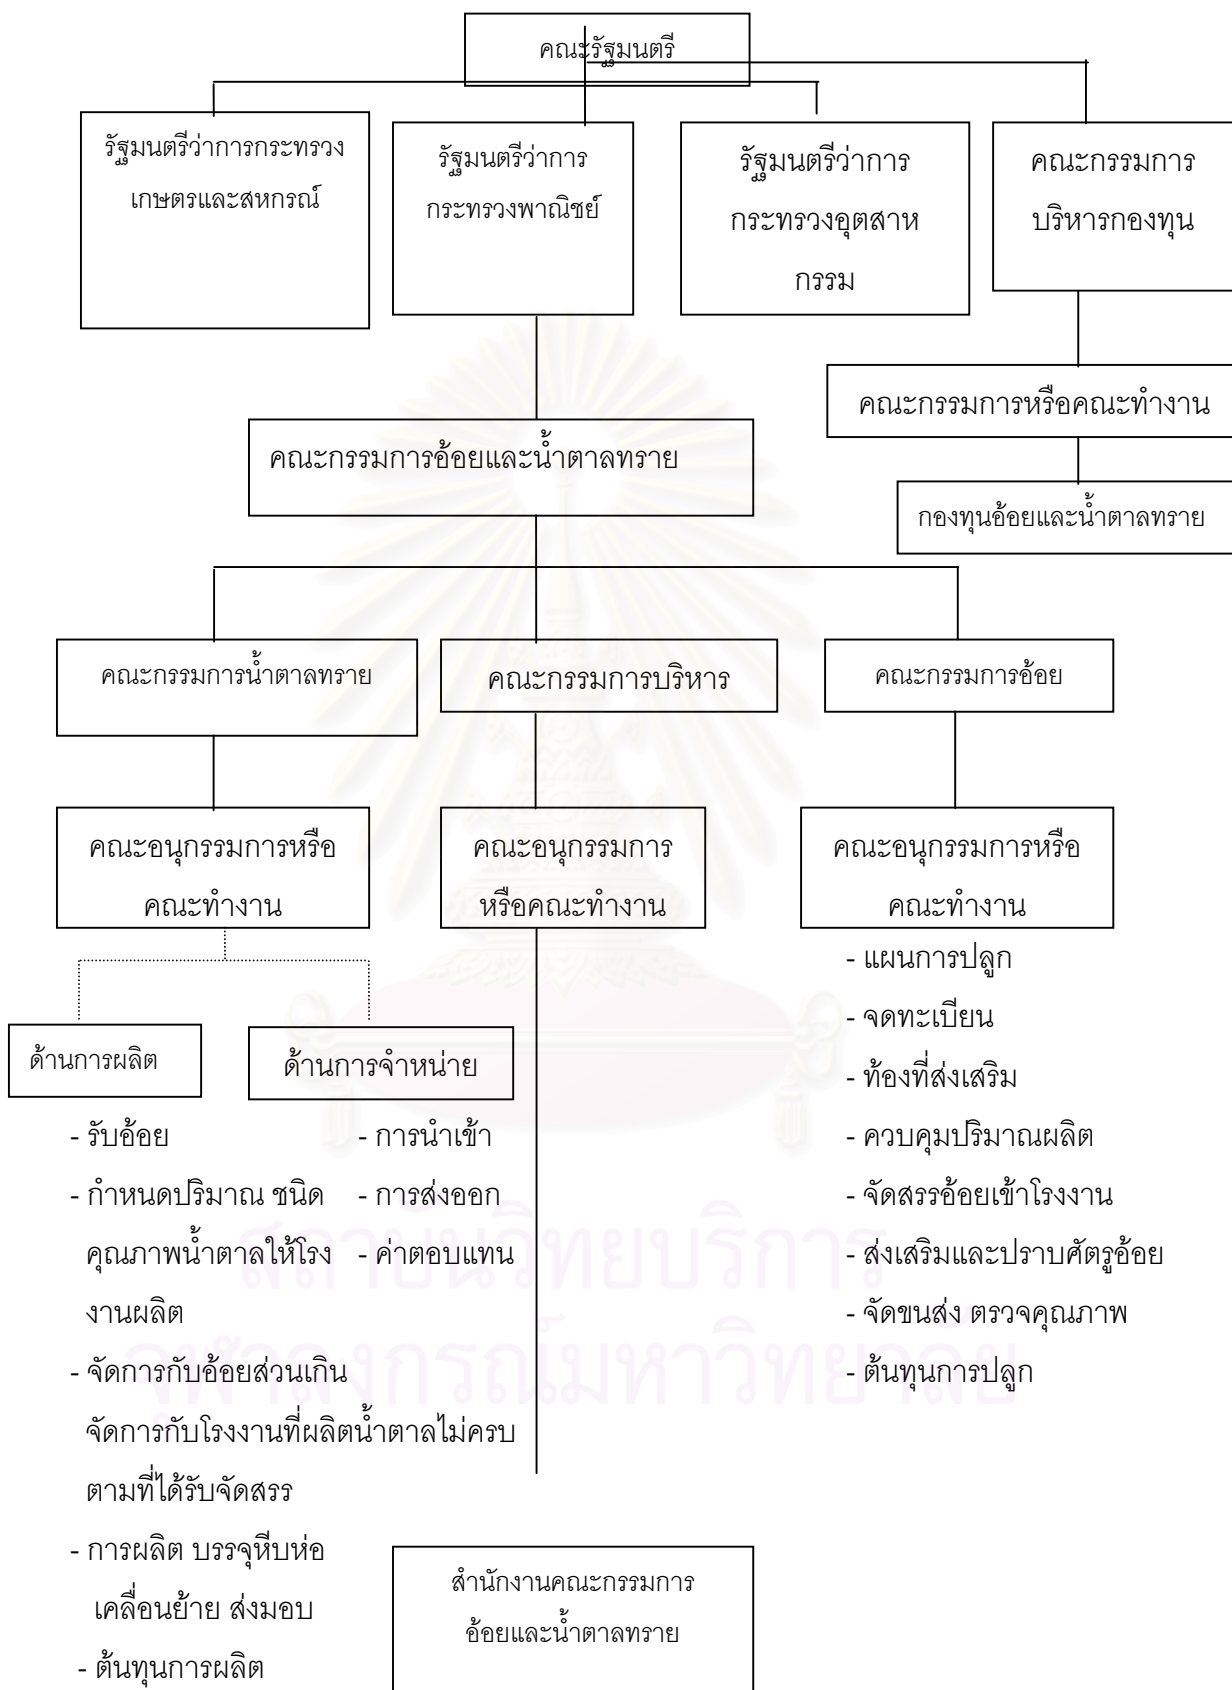 คณะรัฐมนตรี
รัฐมนตรีว่าการกระทรวง
เกษตรและสหกรณ์
รัฐมนตรีว่าการ
กระทรวงพาณิชย์
รัฐมนตรีว่าการ
กระทรวงอุตสาห
กรรม
คณะกรรมการ
บริหารกองทุน
คณะกรรมการหรือคณะทำงาน
คณะกรรมการอ้อยและน้ำตาลทราย
กองทุนอ้อยและน้ำตาลทราย
คณะกรรมการน้ำตาลทราย
คณะกรรมการบริหาร
คณะกรรมการอ้อย
คณะอนุกรรมการหรือ
คณะทำงาน
คณะอนุกรรมการ
หรือคณะทำงาน
คณะอนุกรรมการหรือ
คณะทำงาน
ด้านการผลิต
- รับอ้อย
- กำหนดปริมาณ ชนิด
คุณภาพน้ำตาลให้โรง
งานผลิต
- จัดการกับอ้อยส่วนเกิน
จัดการกับโรงงานที่ผลิตน้ำตาลไม่ครบ
ตามที่ได้รับจัดสรร
- การผลิต บรรจุหีบห่อ
เคลื่อนย้าย ส่งมอบ
- ต้นทุนการผลิต
ด้านการจำหน่าย
- การนำเข้า
- การส่งออก
- ค่าตอบแทน
- แผนการปลูก
- จดทะเบียน
- ท้องที่ส่งเสริม
- ควบคุมปริมาณผลิต
- จัดสรรอ้อยเข้าโรงงาน
- ส่งเสริมและปราบศัตรูอ้อย
- จัดขนส่ง ตรวจคุณภาพ
- ต้นทุนการปลูก
สำนักงานคณะกรรมการ
อ้อยและน้ำตาลทราย
สถาบันวิทยบริการ
จุฬาลงกรณ์มหาวิทยาลัย